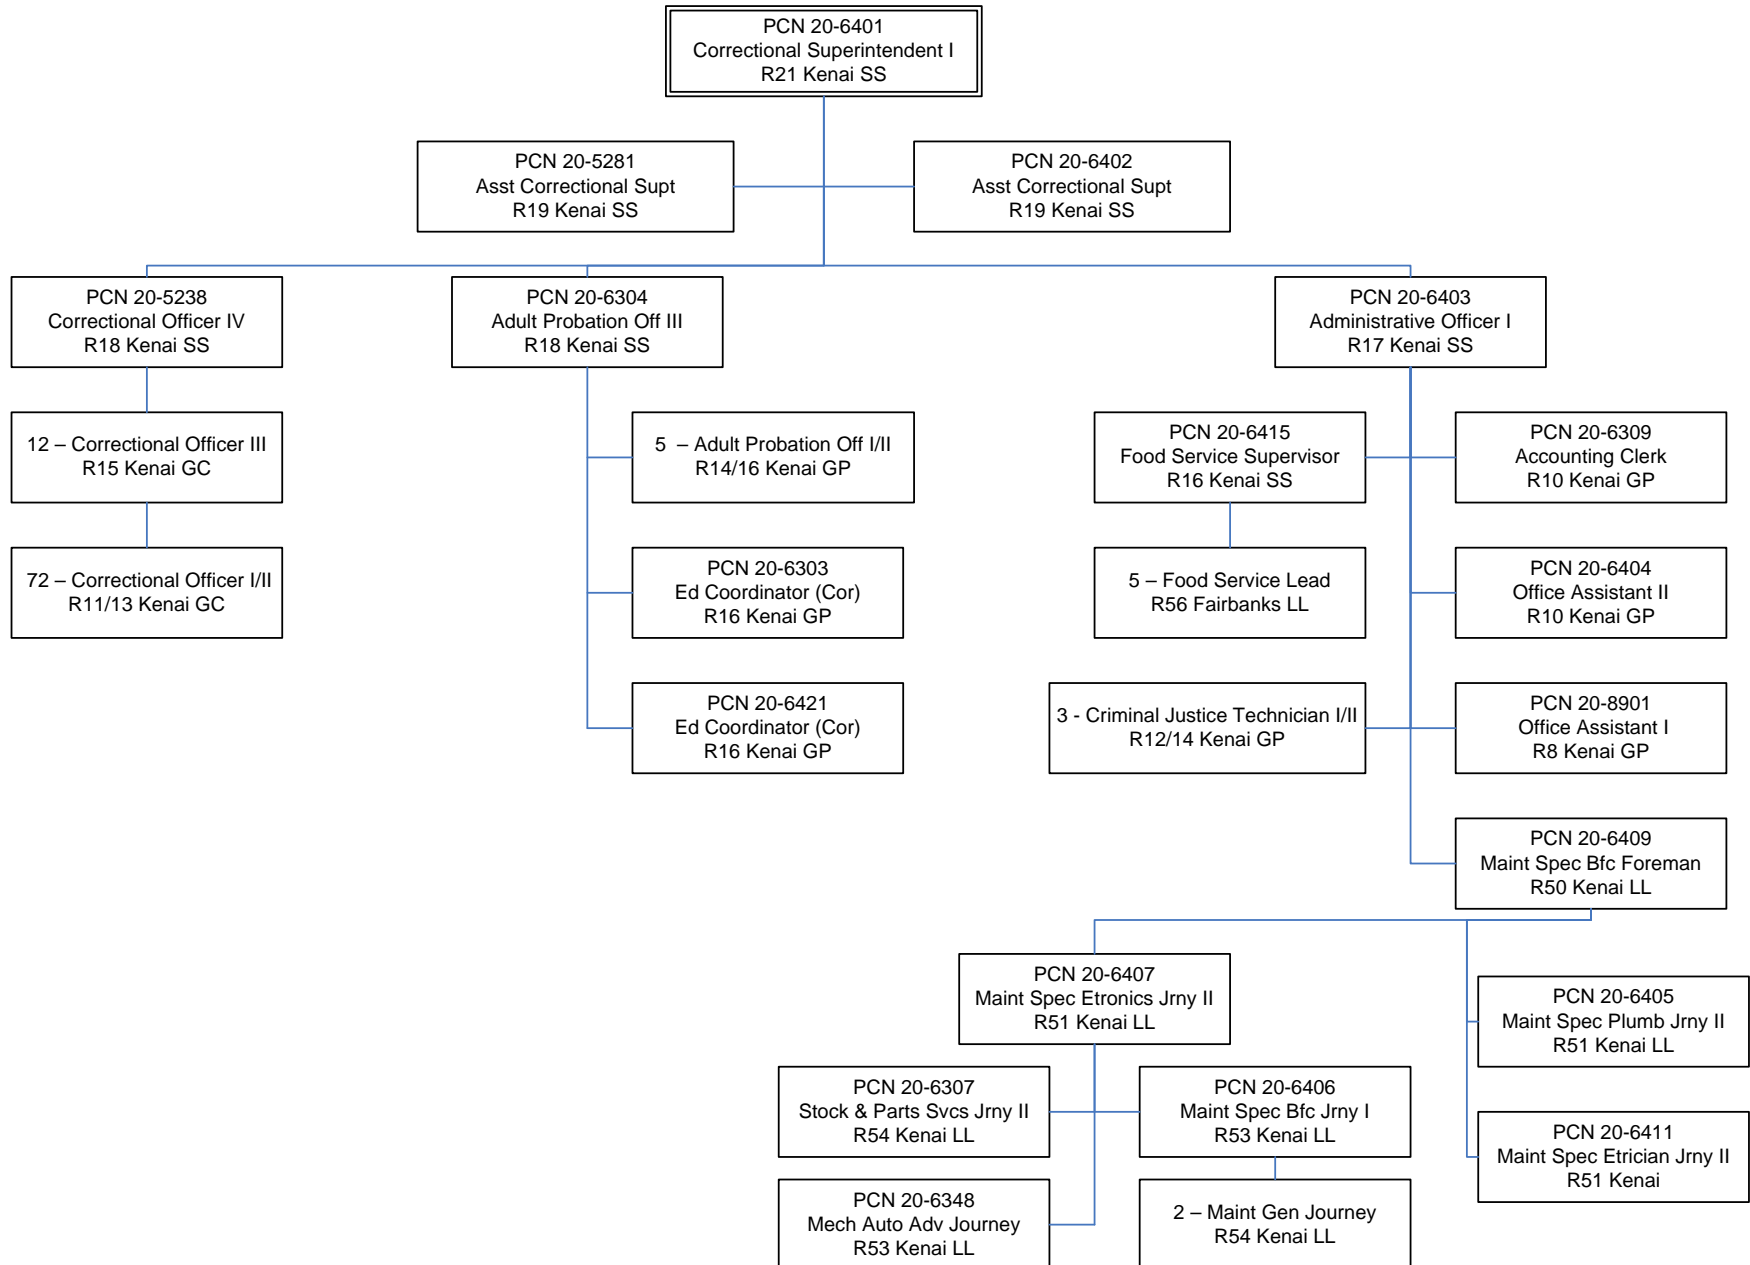 PCN 20-6401
Correctional Superintendent I
R21 Kenai SS
PCN 20-5281
Asst Correctional Supt
R19 Kenai SS
PCN 20-6402
Asst Correctional Supt
R19 Kenai SS
PCN 20-5238
Correctional Officer IV
R18 Kenai SS
PCN 20-6304
Adult Probation Off III
R18 Kenai SS
PCN 20-6403
Administrative Officer I
R17 Kenai SS
12 – Correctional Officer III
R15 Kenai GC
5 – Adult Probation Off I/II
R14/16 Kenai GP
PCN 20-6415
Food Service Supervisor
R16 Kenai SS
PCN 20-6309
Accounting Clerk
R10 Kenai GP
72 – Correctional Officer I/II
R11/13 Kenai GC
PCN 20-6303
Ed Coordinator (Cor)
R16 Kenai GP
5 – Food Service Lead
R56 Fairbanks LL
PCN 20-6404
Office Assistant II
R10 Kenai GP
PCN 20-6421
Ed Coordinator (Cor)
R16 Kenai GP
3 - Criminal Justice Technician I/II
R12/14 Kenai GP
PCN 20-8901
Office Assistant I
R8 Kenai GP
PCN 20-6409
Maint Spec Bfc Foreman
R50 Kenai LL
PCN 20-6407
Maint Spec Etronics Jrny II
R51 Kenai LL
PCN 20-6405
Maint Spec Plumb Jrny II
R51 Kenai LL
PCN 20-6307
Stock & Parts Svcs Jrny II
R54 Kenai LL
PCN 20-6406
Maint Spec Bfc Jrny I
R53 Kenai LL
PCN 20-6411
Maint Spec Etrician Jrny II
R51 Kenai
PCN 20-6348
Mech Auto Adv Journey
R53 Kenai LL
2 – Maint Gen Journey
R54 Kenai LL